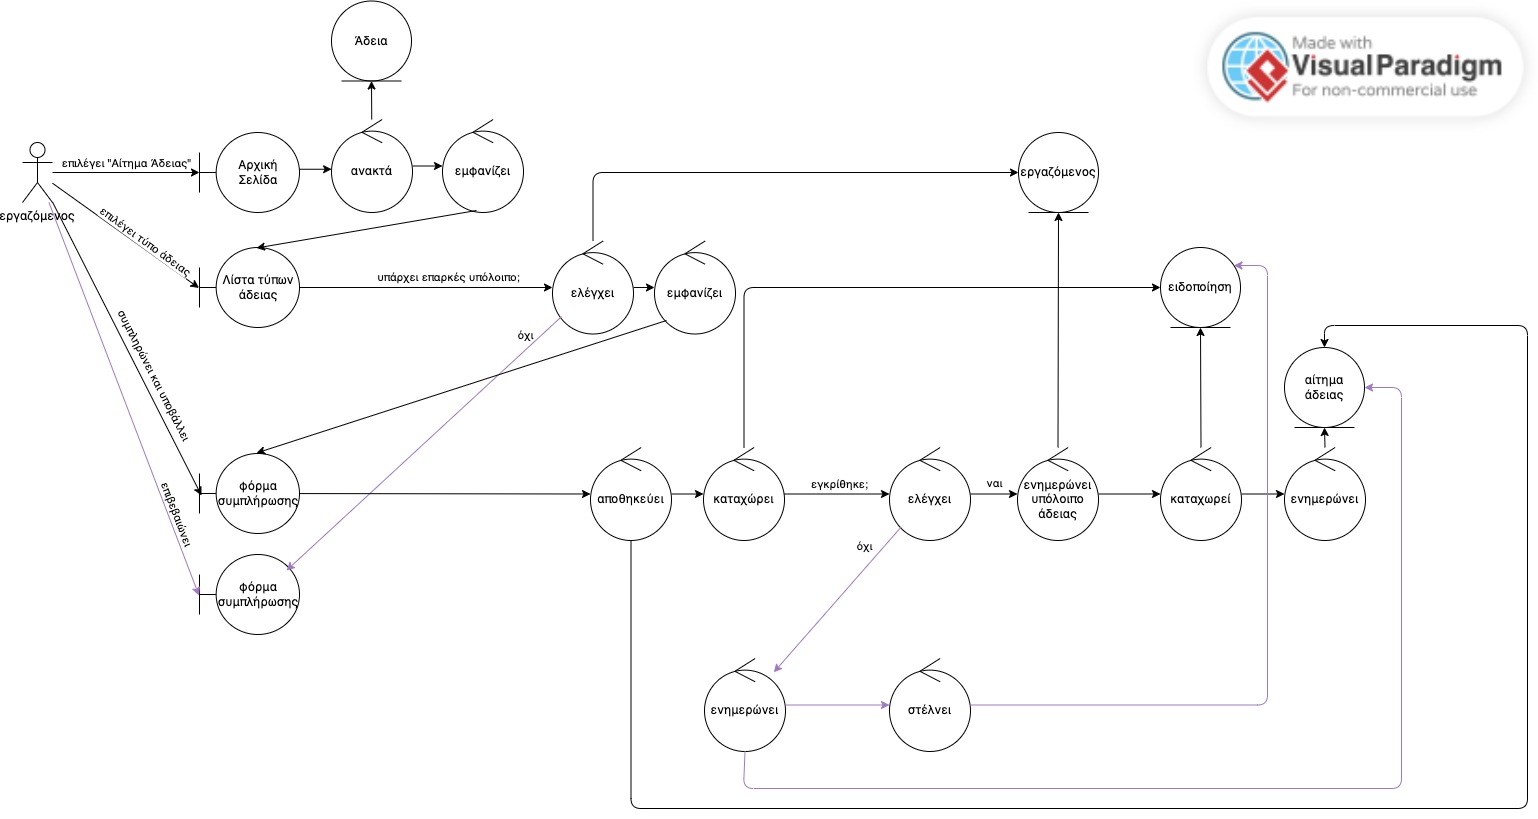 Άδεια
Made with
Visual Paradigm
For non-commercial use
επιλέγει "Αίτημα Άδειας"
Αρχική
Σελίδα
ανακτά
εμφανίζει
εργαζόμενος
εργαζόμενος
επιλέγει τύπο άδειας
Λίστα τύπων
άδειας
υπάρχει επαρκές υπόλοιπο;
ελέγχει
εμφανίζει
ειδοποίηση
όχι
συμπληρώνει και υποβάλλει
αίτημα
άδειας
φόρμα
συμπλήρωσης
αποθηκεύει
καταχώρει
εγκρίθηκε;
ελέγχει
ναι
ενημερώνει
υπόλοιπο
άδειας
καταχωρεί
ενημερώνει
επιβεβαιώνει
όχι
φόρμα
συμπλήρωσης
ενημερώνει
στέλνει